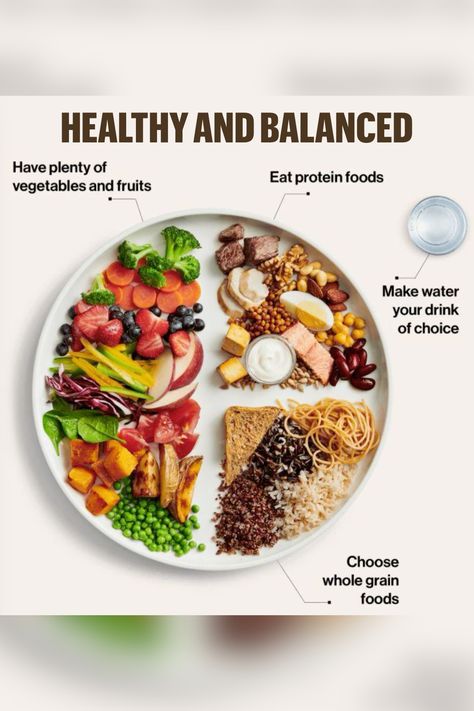 HEALTHY AND BALANCED
Have plenty of
vegetables and fruits
Eat protein foods
Make water
your drink
of choice
Choose
whole grain
foods